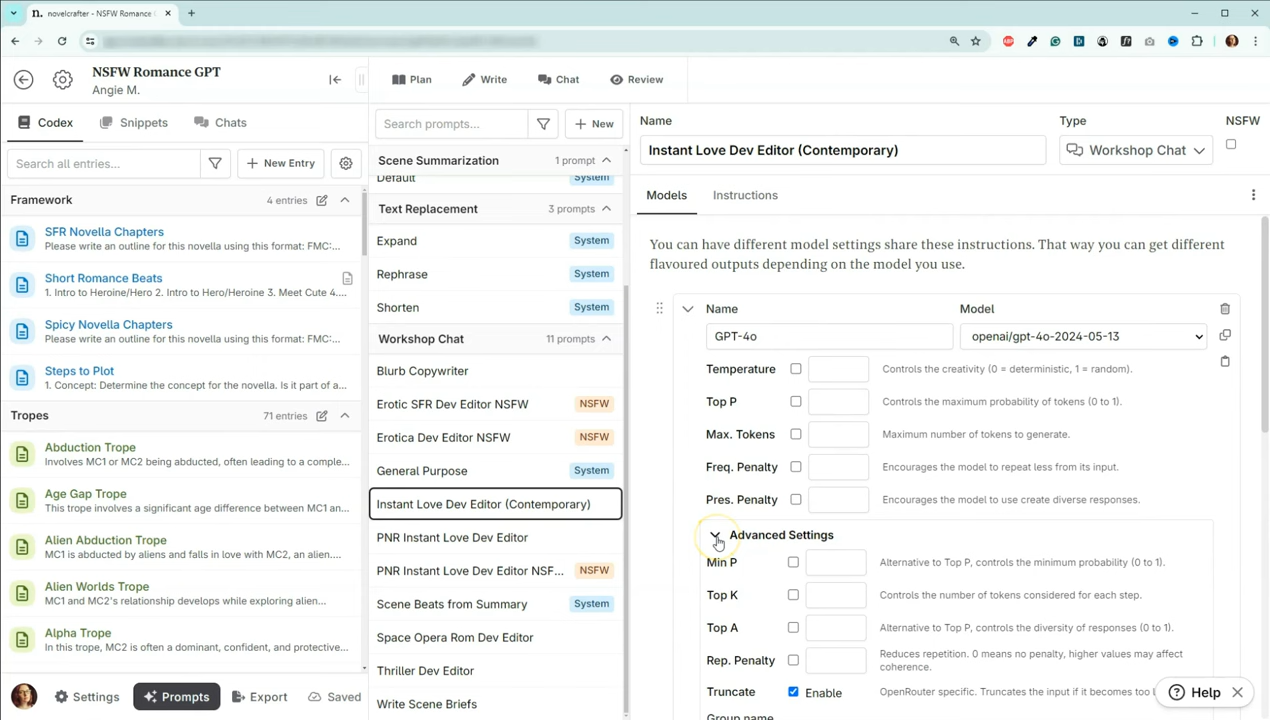 novelcrafter - NSFW Romance
NSFW Romance GPT
Angie M.
Plan
Write
Chat
Review
Codex
Snippets
Chats
Search all entries...
New Entry
Framework
4 entries
SFR Novella Chapters
Please write an outline for this novella using this format: FMC:...
Short Romance Beats
1. Intro to Heroine/Hero 2. Intro to Hero/Heroine 3. Meet Cute 4....
Spicy Novella Chapters
Please write an outline for this novella using this format: FMC:...
Steps to Plot
1. Concept: Determine the concept for the novella. Is it part of a...
Tropes
71 entries
Abduction Trope
Involves MC1 or MC2 being abducted, often leading to a comple...
Age Gap Trope
This trope involves a significant age difference between MC1 an...
Alien Abduction Trope
MC1 is abducted by aliens and falls in love with MC2, an alien....
Alien Worlds Trope
MC1 and MC2's relationship develops while exploring alien...
Alpha Trope
In this trope, MC2 is often a dominant, confident, and protective...
Settings
Prompts
Export
Saved
Search prompts...
New
Scene Summarization
1 prompt
Default
System
Text Replacement
3 prompts
Expand
System
Rephrase
System
Shorten
System
Workshop Chat
11 prompts
Blurb Copywriter
Erotic SFR Dev Editor NSFW
NSFW
Erotica Dev Editor NSFW
NSFW
General Purpose
System
Instant Love Dev Editor (Contemporary)
PNR Instant Love Dev Editor
PNR Instant Love Dev Editor NSF...
NSFW
Scene Beats from Summary
System
Space Opera Rom Dev Editor
Thriller Dev Editor
Write Scene Briefs
Name
Type
NSFW
Instant Love Dev Editor (Contemporary)
Workshop Chat
Models
Instructions
You can have different model settings share these instructions. That way you can get different
flavoured outputs depending on the model you use.
Name
Model
GPT-4o
openai/gpt-4o-2024-05-13
Temperature
Controls the creativity (0 = deterministic, 1 = random).
Top P
Controls the maximum probability of tokens (0 to 1).
Max. Tokens
Maximum number of tokens to generate.
Freq. Penalty
Encourages the model to repeat less from its input.
Pres. Penalty
Encourages the model to use create diverse responses.
Advanced Settings
Min P
Alternative to Top P, controls the minimum probability (0 to 1).
Top K
Controls the number of tokens considered for each step.
Top A
Alternative to Top P, controls the diversity of responses (0 to 1).
Rep. Penalty
Reduces repetition. 0 means no penalty, higher values may affect
coherence.
Truncate
Enable
OpenRouter specific. Truncates the input if it becomes too
Group name
Help